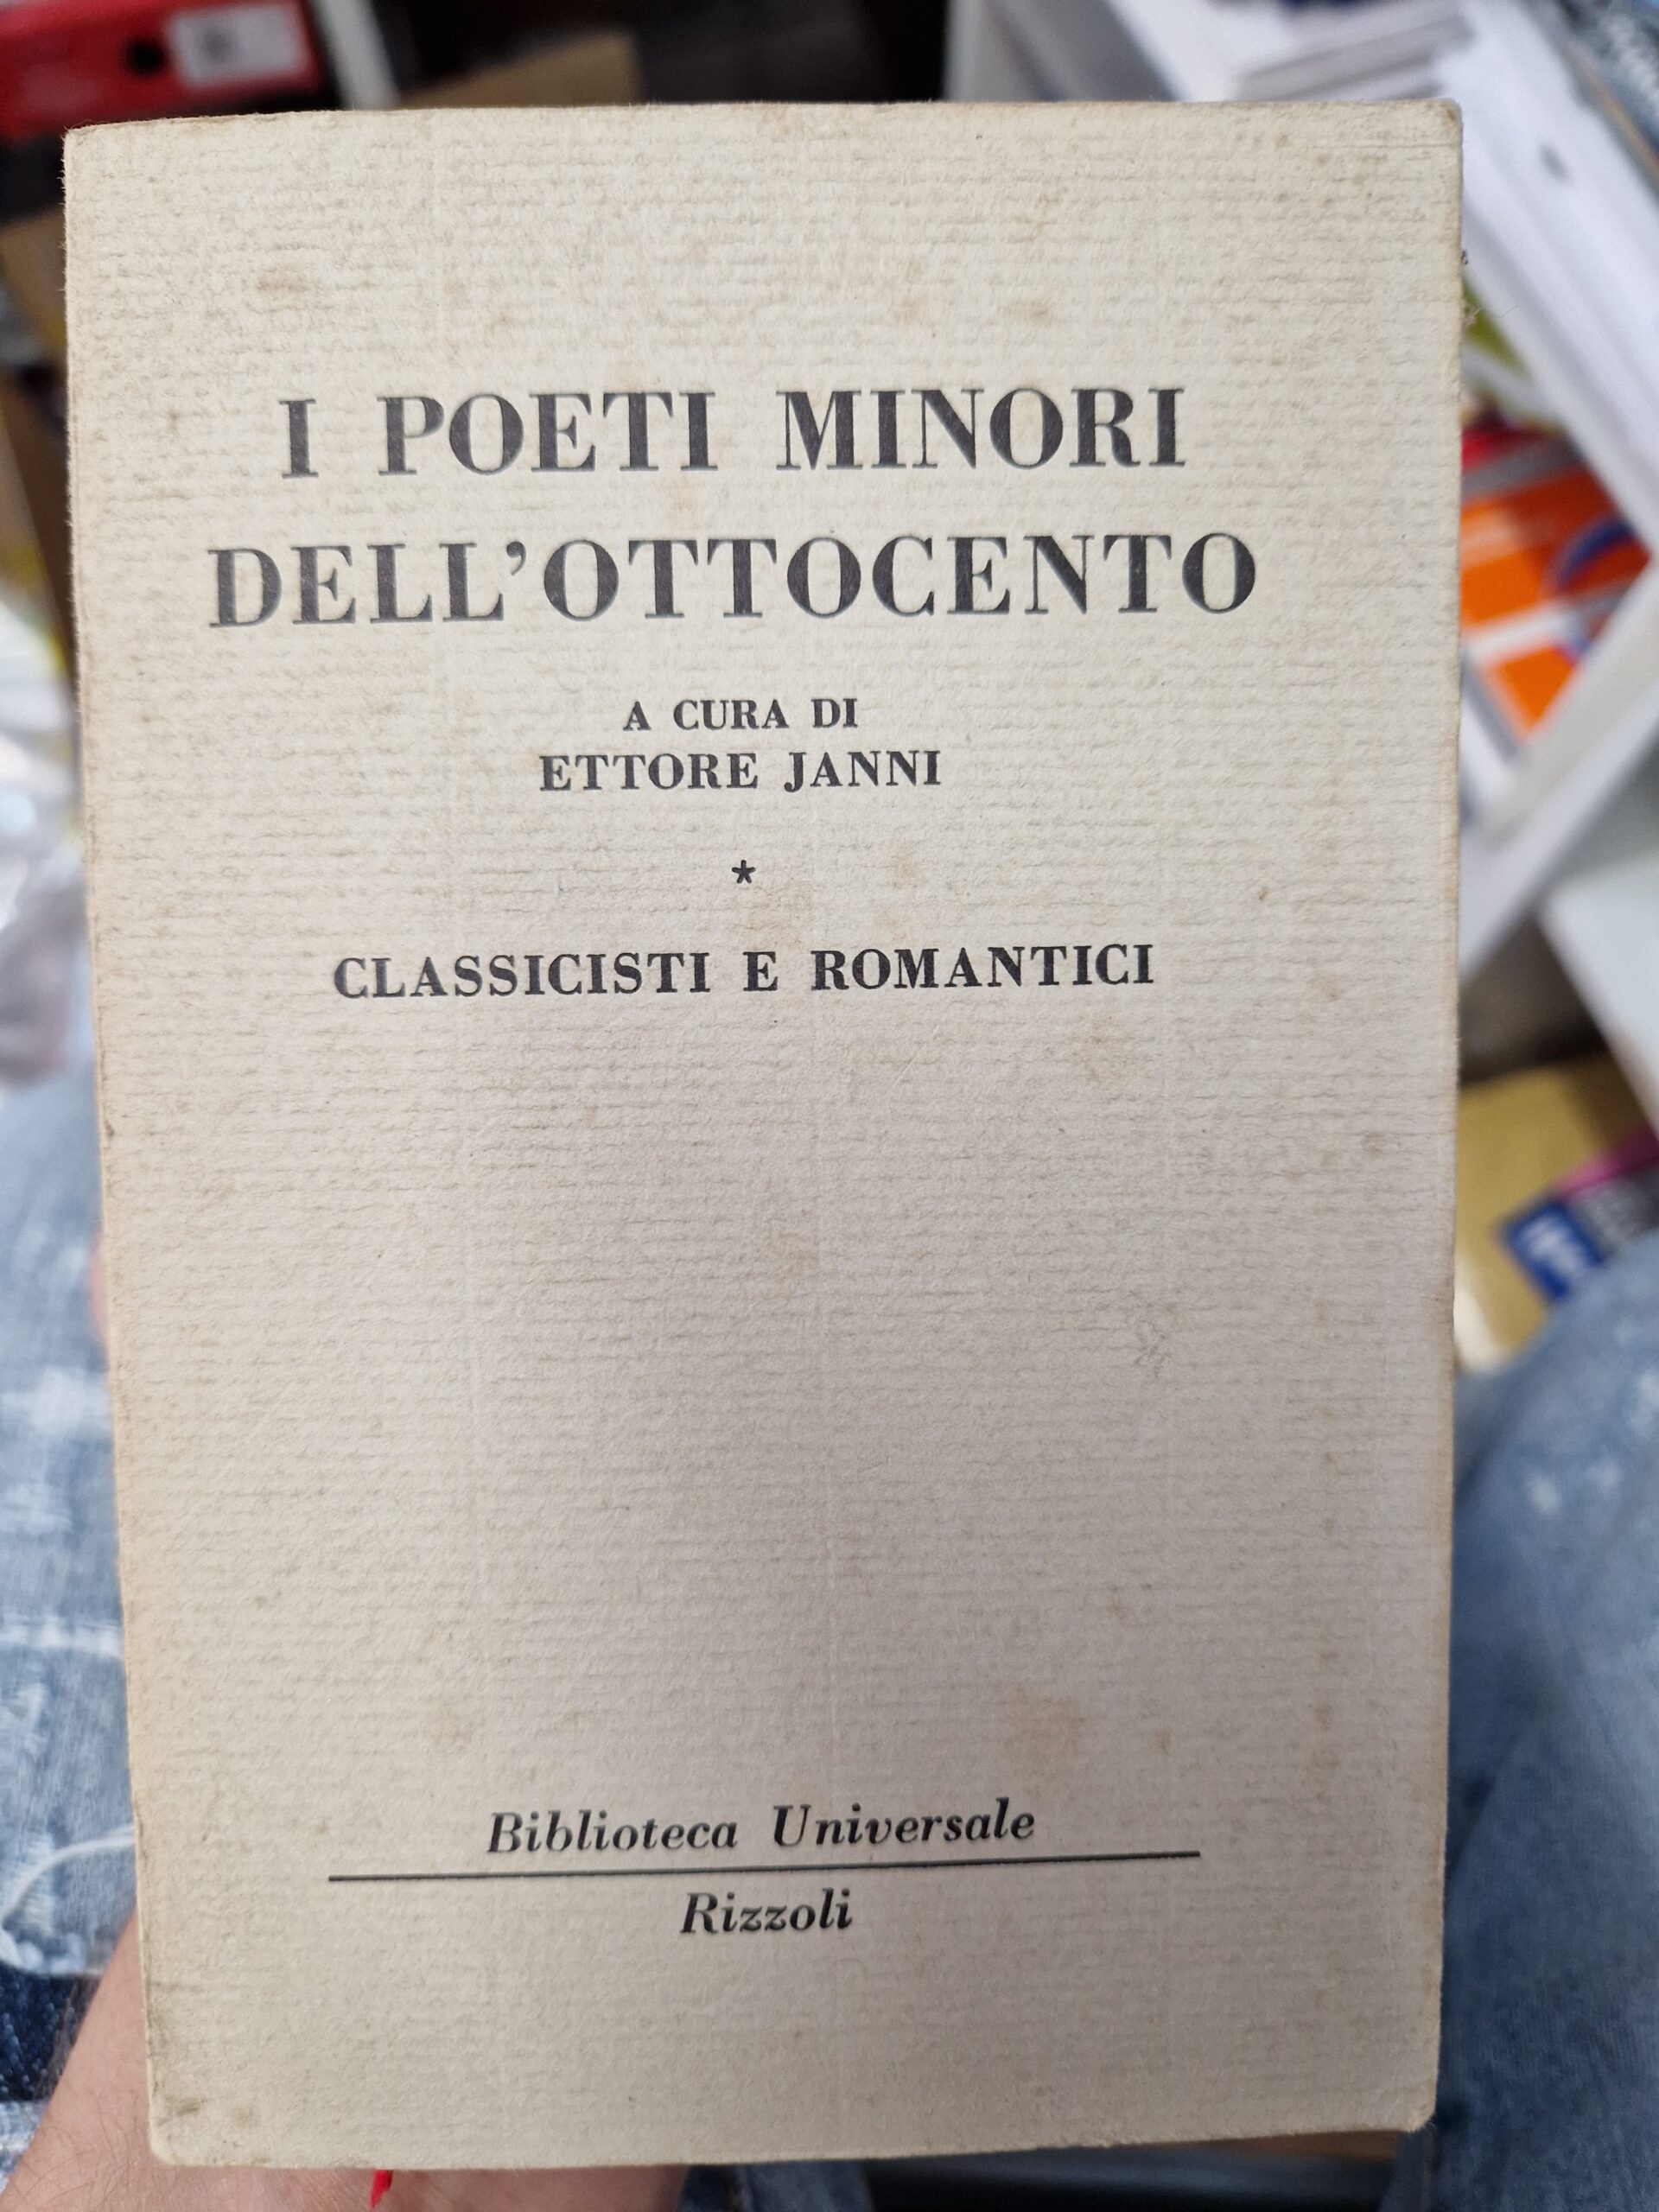 I POETI MINORI
DELL’OTTOCENTO
A CURA DI
ETTORE JANNI
*
CLASSICISTI E ROMANTICI
Biblioteca Universale
Rizzoli